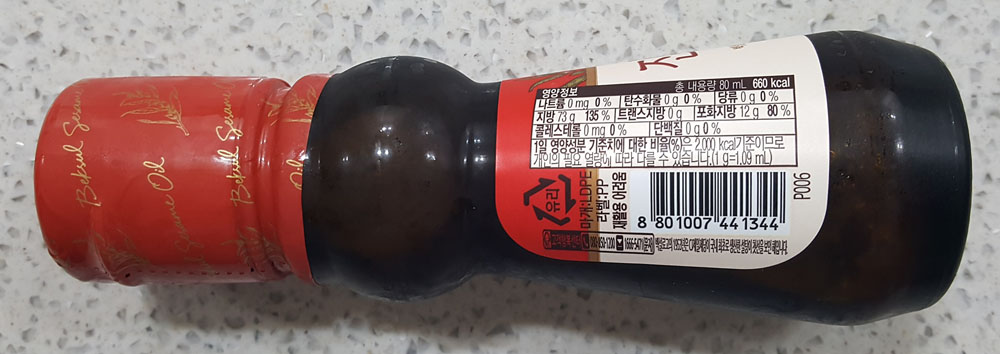 Beksul Sesame Oil
Beksul Sesame
영양정보 총 내용량 80 mL 660 kcal
나트륨 0 mg 0 % 탄수화물 0 g 0 % 당류 0 g 0 %
지방 73 g 135 % 트랜스지방 0 g 포화지방 12 g 80 %
콜레스테롤 0 mg 0 % 단백질 0 g 0 %
1일 영양성분 기준치에 대한 비율(%)은 2,000 kcal 기준이므로
개인의 필요 열량에 따라 다를 수 있습니다.(1 g=1.09 mL)
유리
마개:LDPE
라벨:PP
재활용 어려움
8 801007 441344
P006